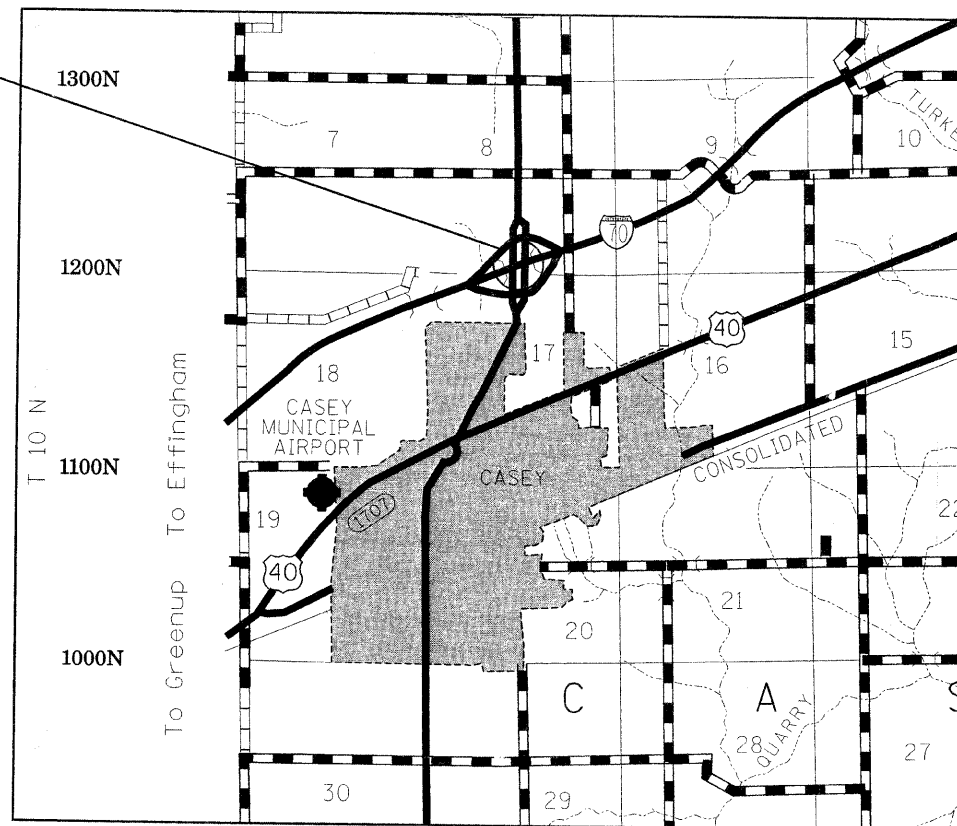 1300N
7
8
9
10
TURKE
70
1200N
40
17
16
15
18
CASEY
MUNICIPAL
AIRPORT
T 10 N
To Effingham
1100N
CASEY
CONSOLIDATED
19
1707
22
40
21
20
1000N
To Greenup
C
A
S
QUARRY
28
27
30
29